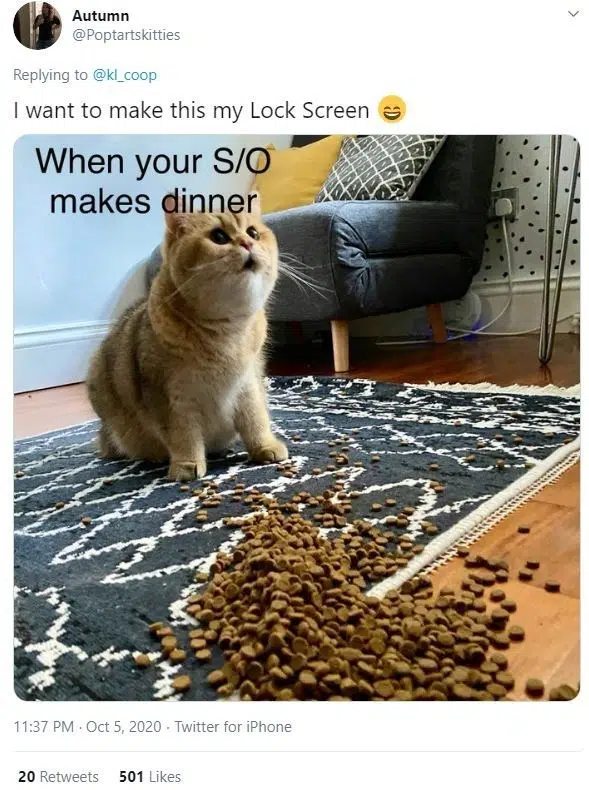 Autumn
@Poptartskitties
Replying to @kl_coop
I want to make this my Lock Screen 😄
When your S/O
makes dinner
11:37 PM · Oct 5, 2020 · Twitter for iPhone
20 Retweets 501 Likes